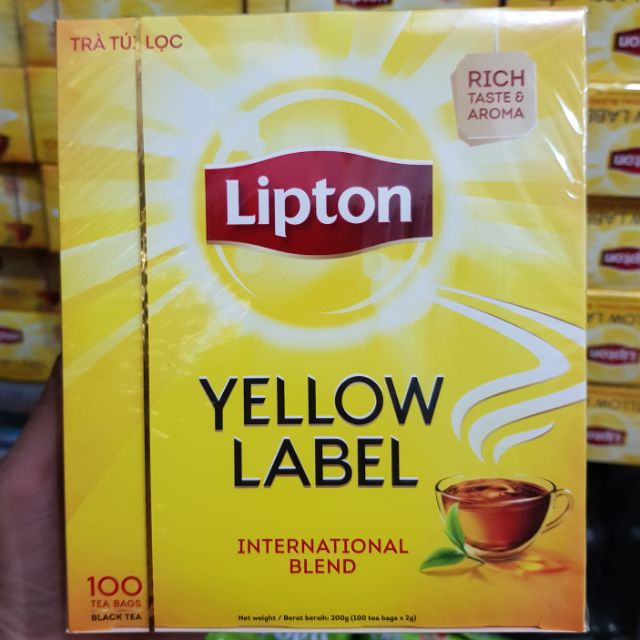 TRÀ TÚI LỌC
RICH
TASTE &
AROMA
Lipton
YELLOW
LABEL
INTERNATIONAL
BLEND
100
TEA BAGS
BLACK TEA
Net weight / Berat bersih: 200g (100 tea bags x 2g)